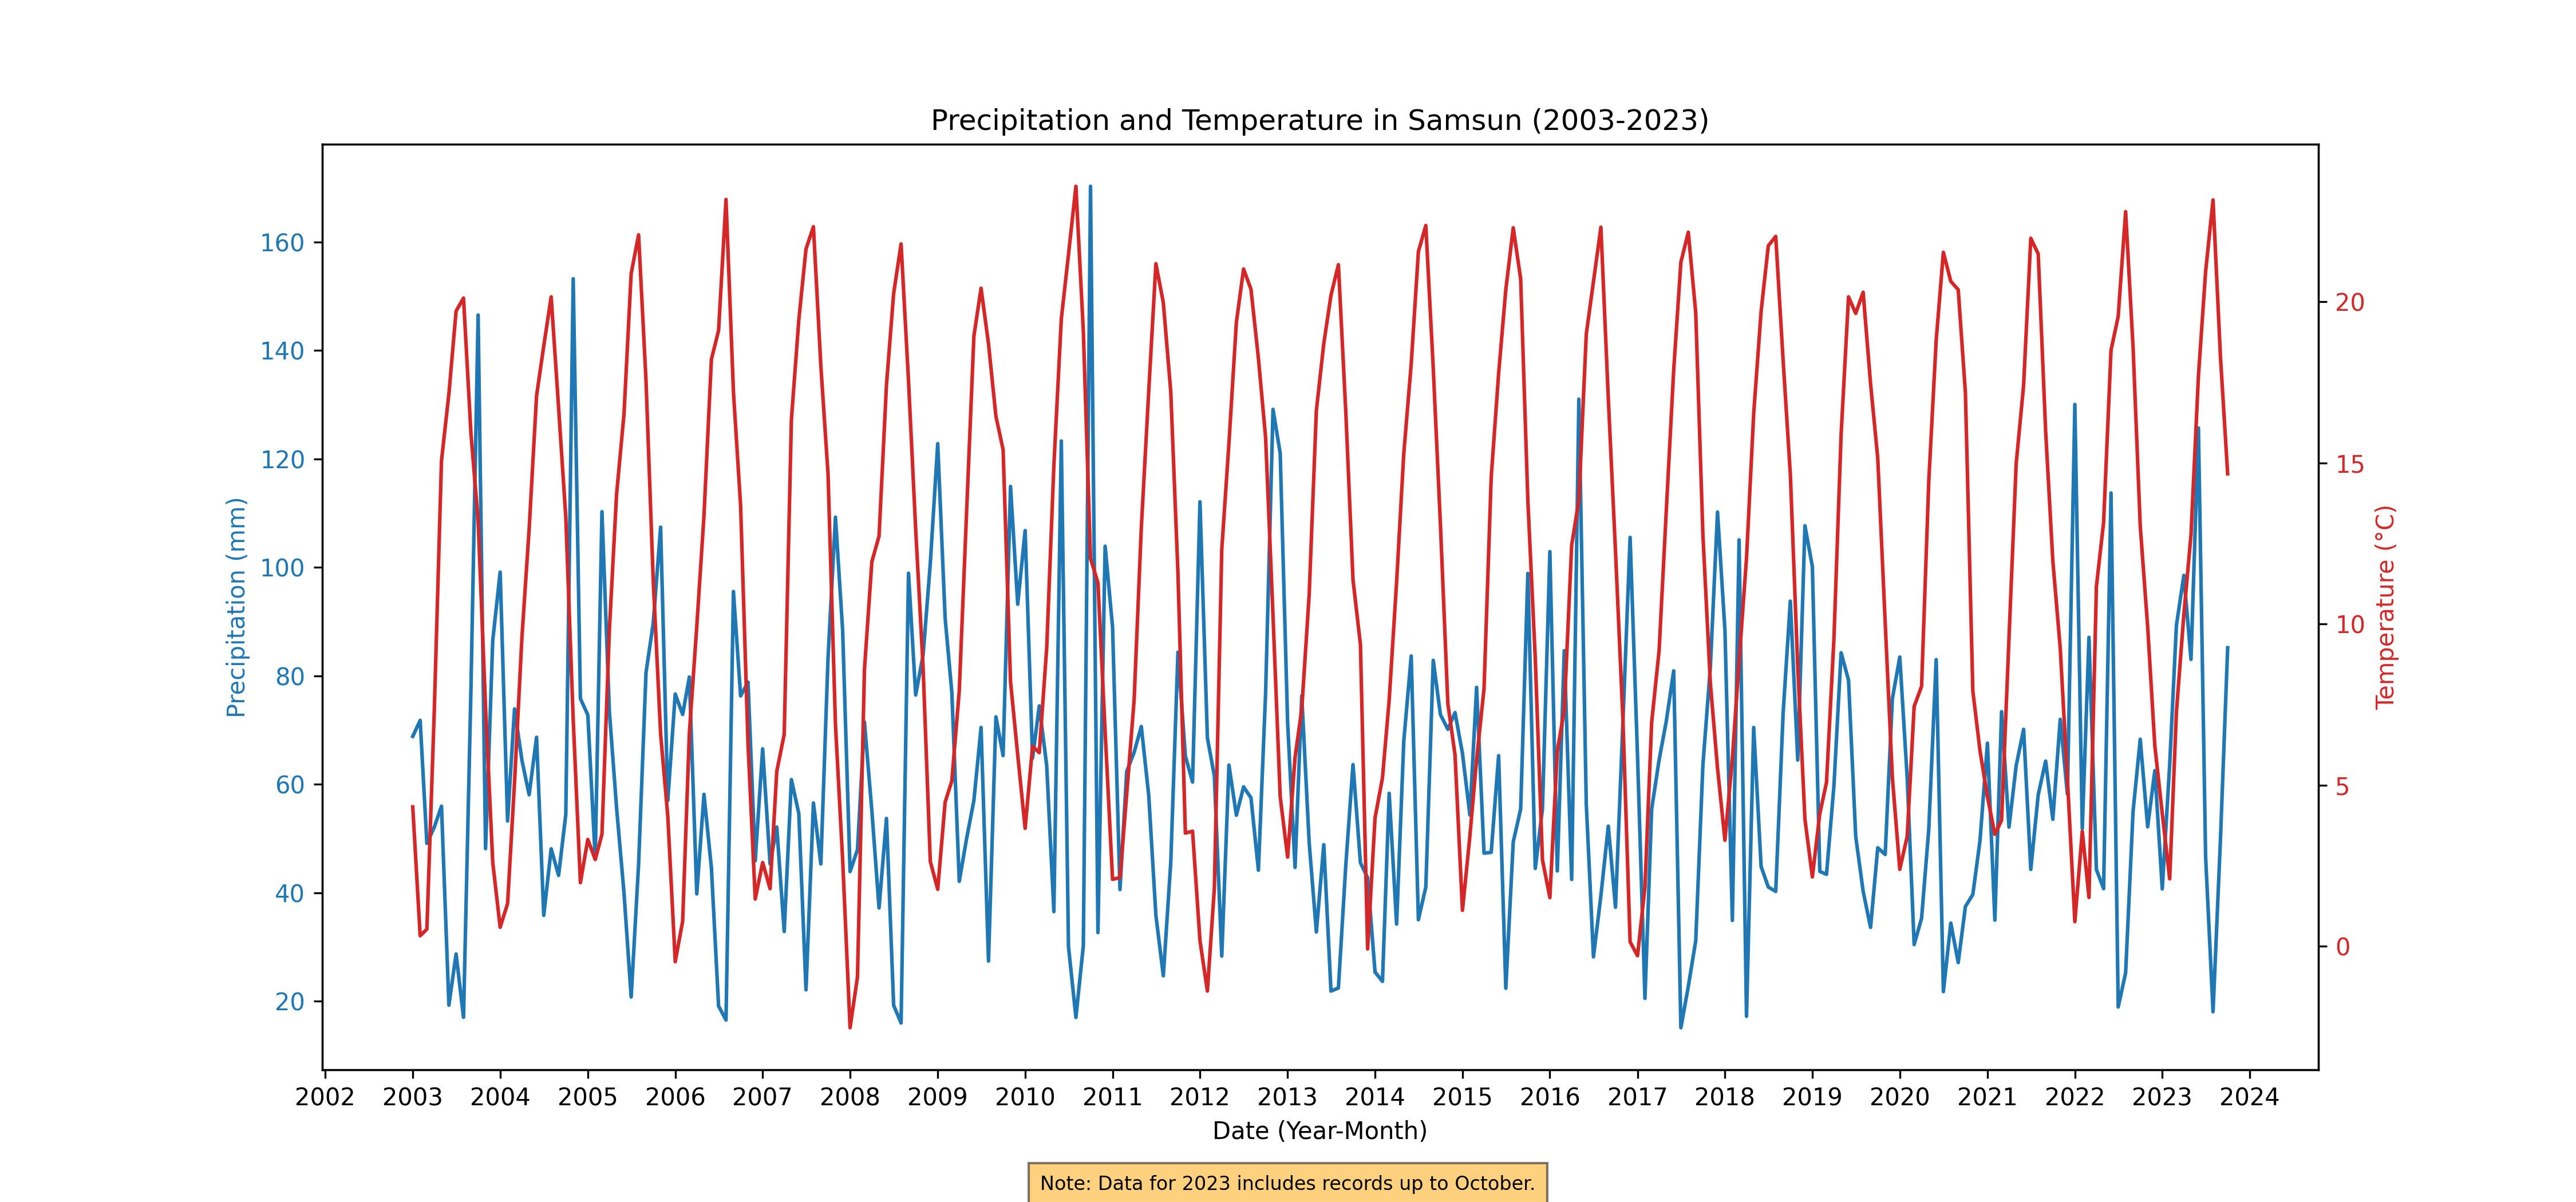 Precipitation and Temperature in Samsun (2003-2023)
Precipitation (mm)
160
140
120
100
80
60
40
20
Temperature (°C)
20
15
10
5
0
2002 2003 2004 2005 2006 2007 2008 2009 2010 2011 2012 2013 2014 2015 2016 2017 2018 2019 2020 2021 2022 2023 2024
Date (Year-Month)
Note: Data for 2023 includes records up to October.